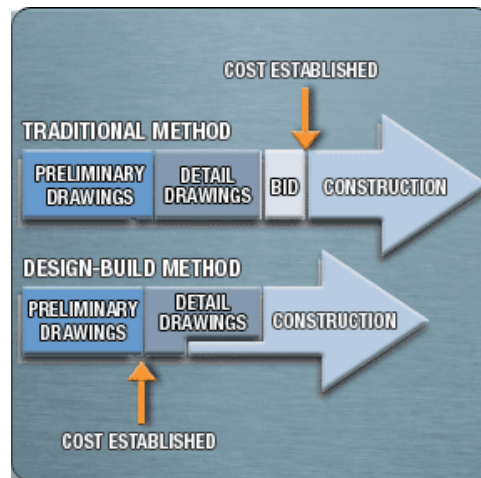 COST ESTABLISHED
TRADITIONAL METHOD
PRELIMINARY
DRAWINGS
DETAIL
DRAWINGS
BID
CONSTRUCTION
DESIGN-BUILD METHOD
PRELIMINARY
DRAWINGS
DETAIL
DRAWINGS
CONSTRUCTION
COST ESTABLISHED